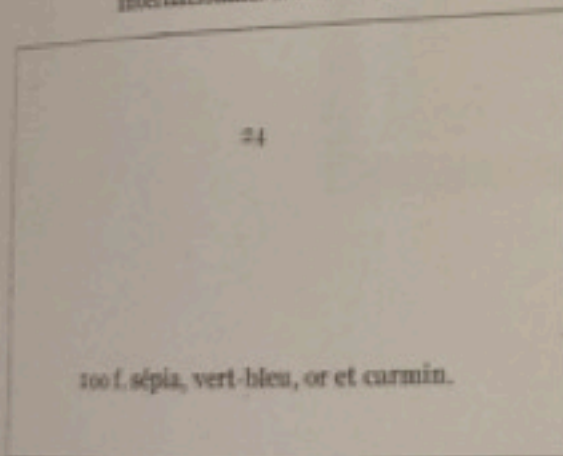 24
100 f. sépia, vert-bleu, or et carmin.